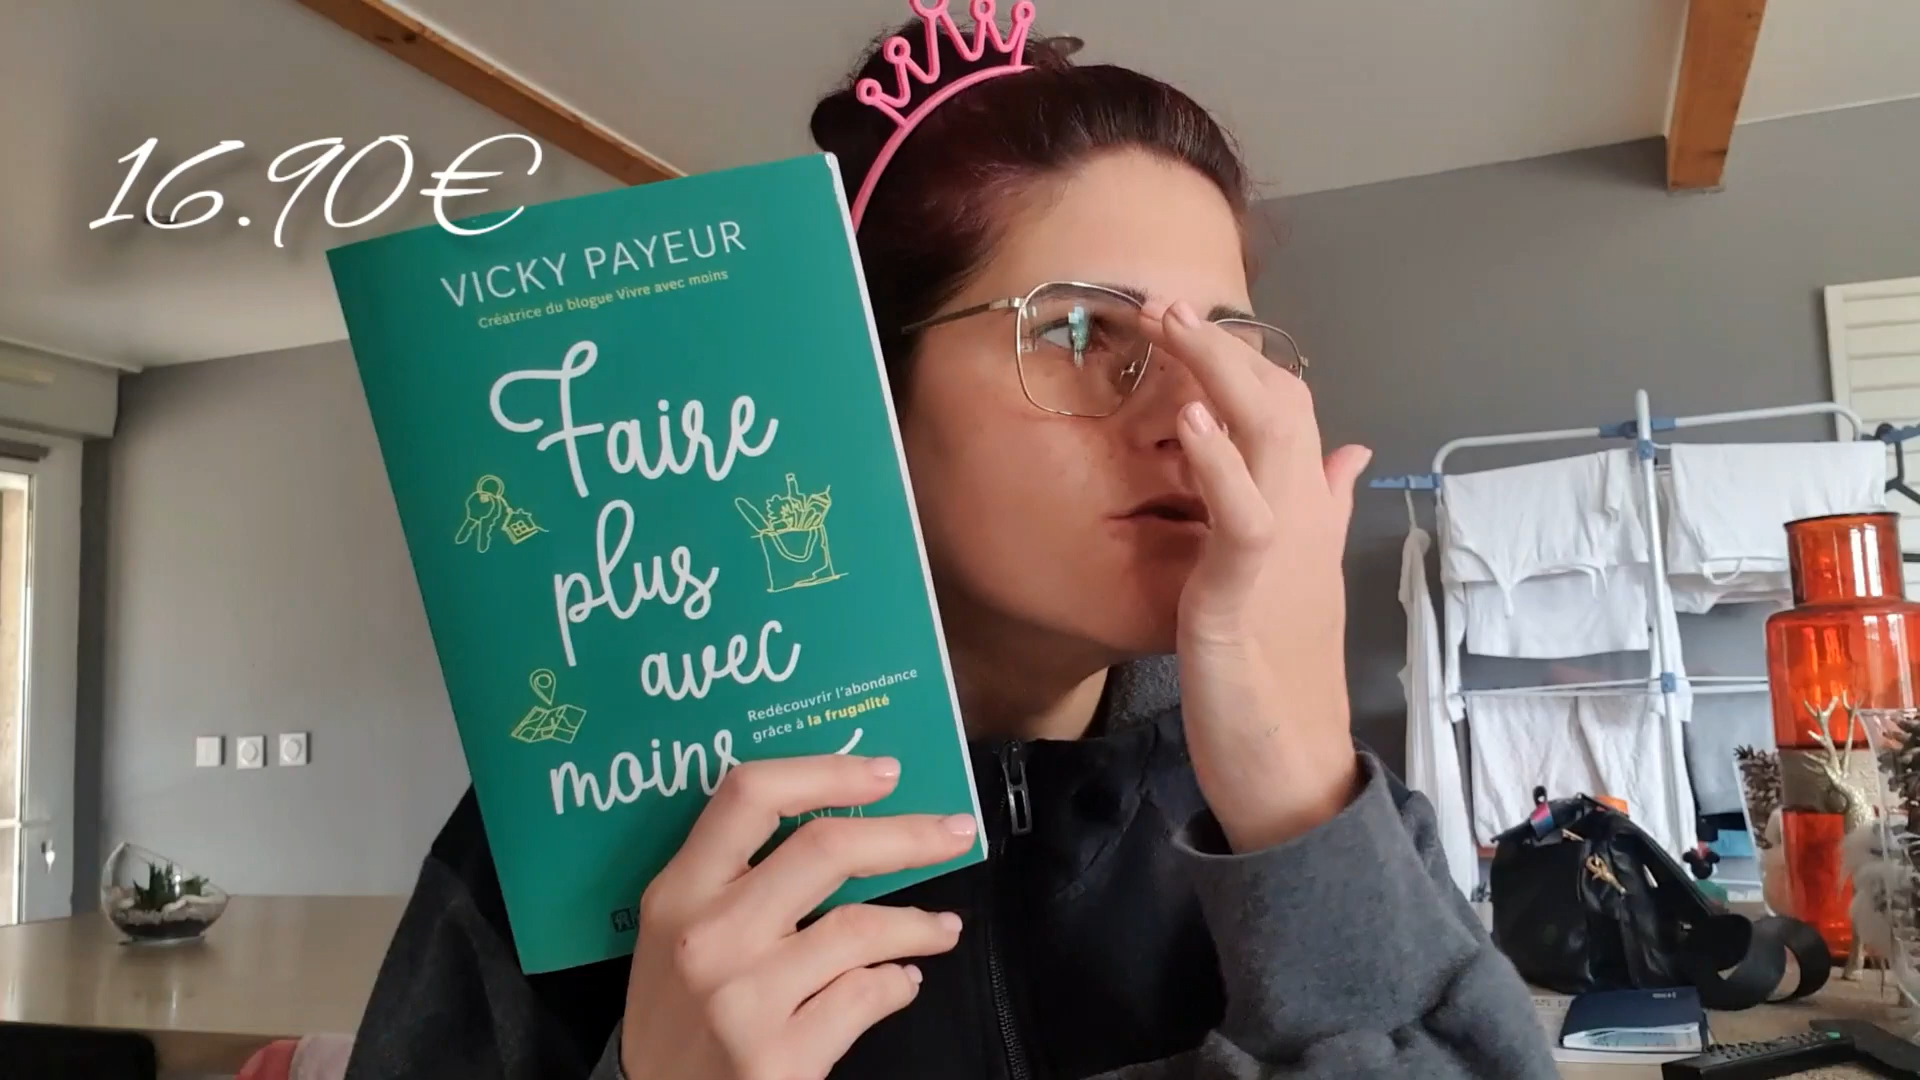 16.90€
VICKY PAYEUR
Créatrice du blogue Vivre avec moins
Faire
plus
avec
moins
Redécouvrir l'abondance
grâce à la frugalité